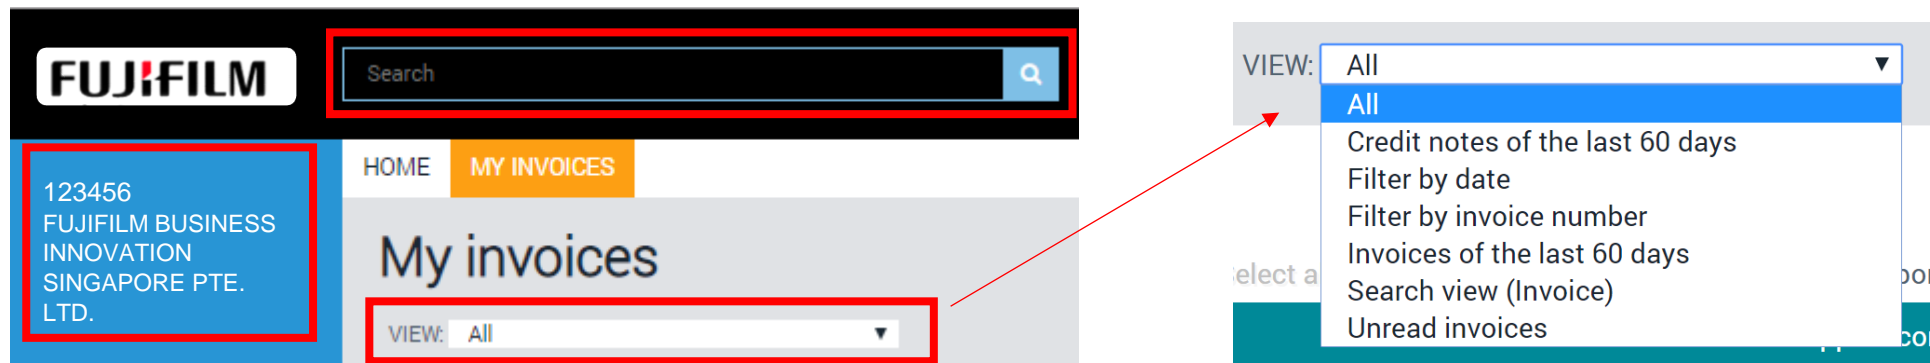 FUJIFILM
Search
123456
FUJIFILM BUSINESS
INNOVATION
SINGAPORE PTE.
LTD.
HOME MY INVOICES
My invoices
VIEW: All
VIEW: All
All
Credit notes of the last 60 days
Filter by date
Filter by invoice number
Invoices of the last 60 days
Search view (Invoice)
Unread invoices
elect a